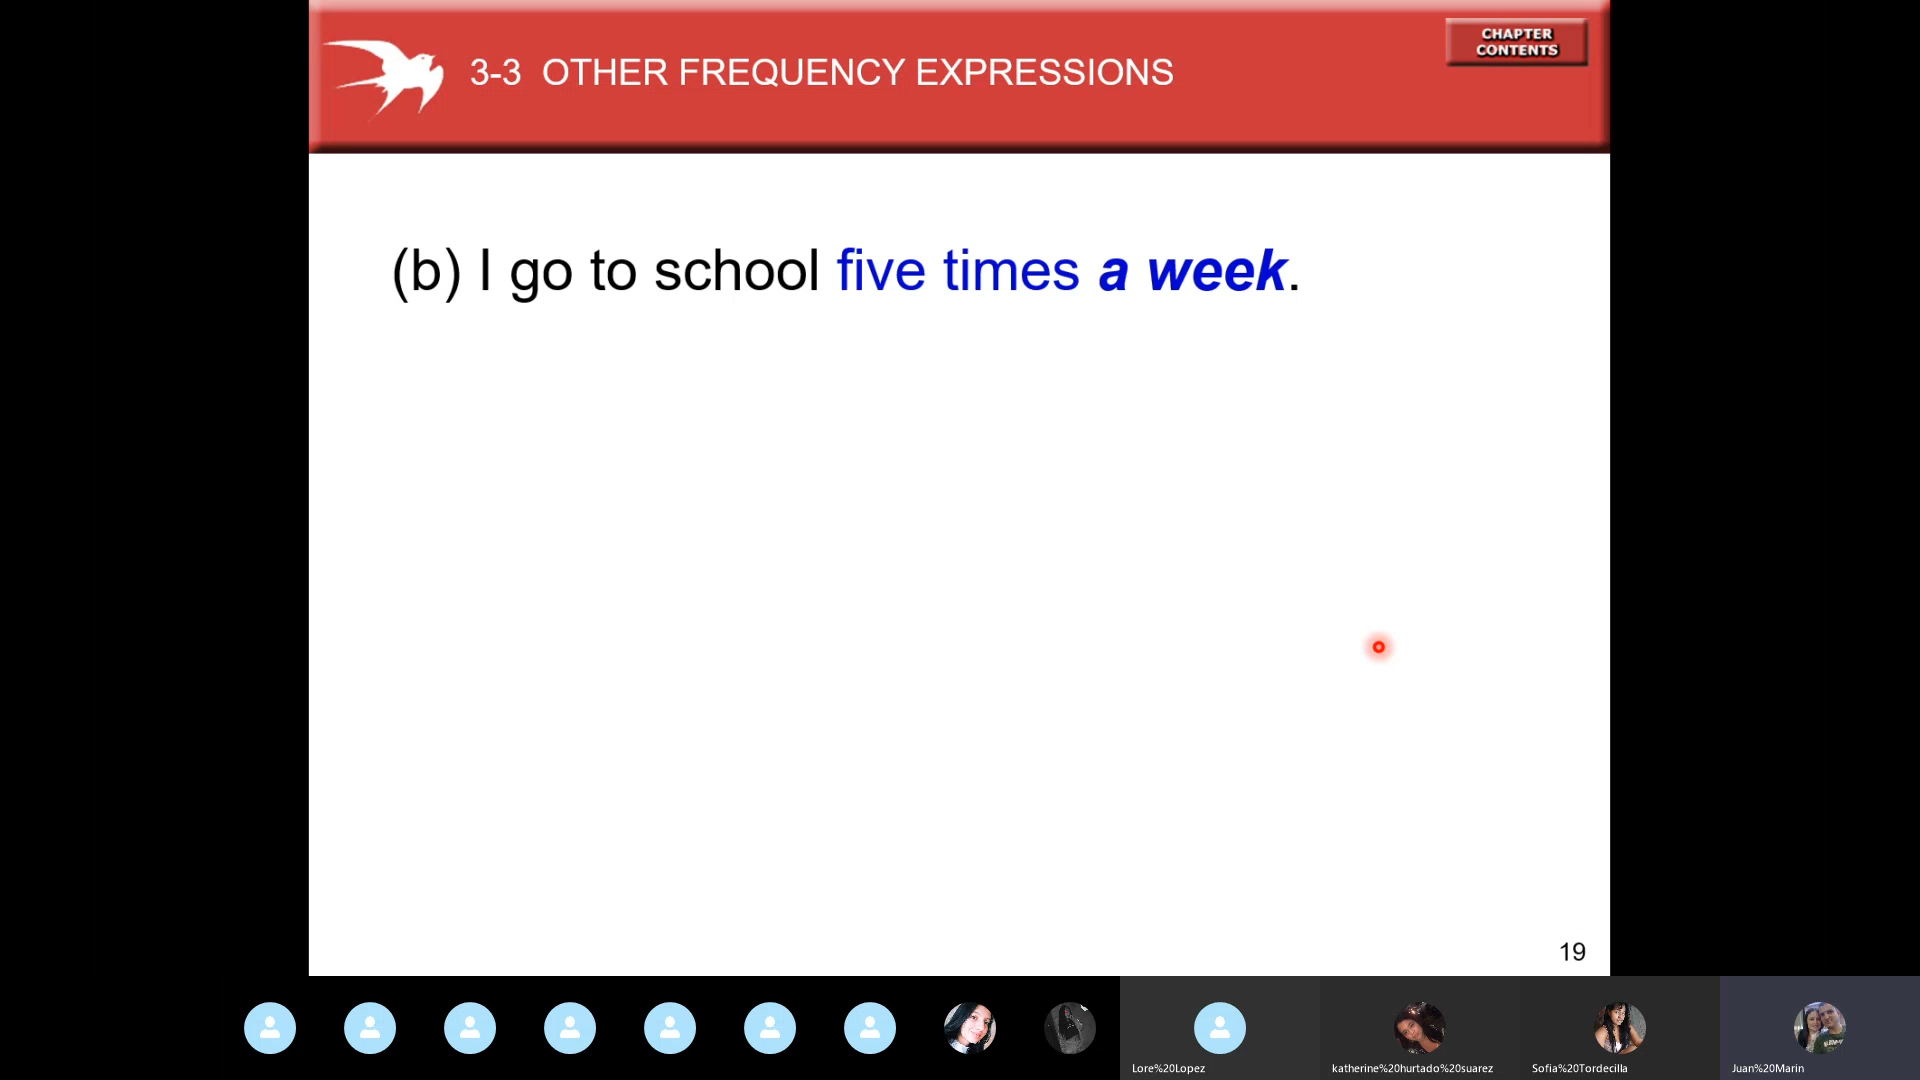 CHAPTER
CONTENTS
3-3 OTHER FREQUENCY EXPRESSIONS
(b) I go to school five times a week.
19
Lore%20Lopez
katherine%20hurtado%20suarez
Sofia%20Tordecilla
Juan%20Marin